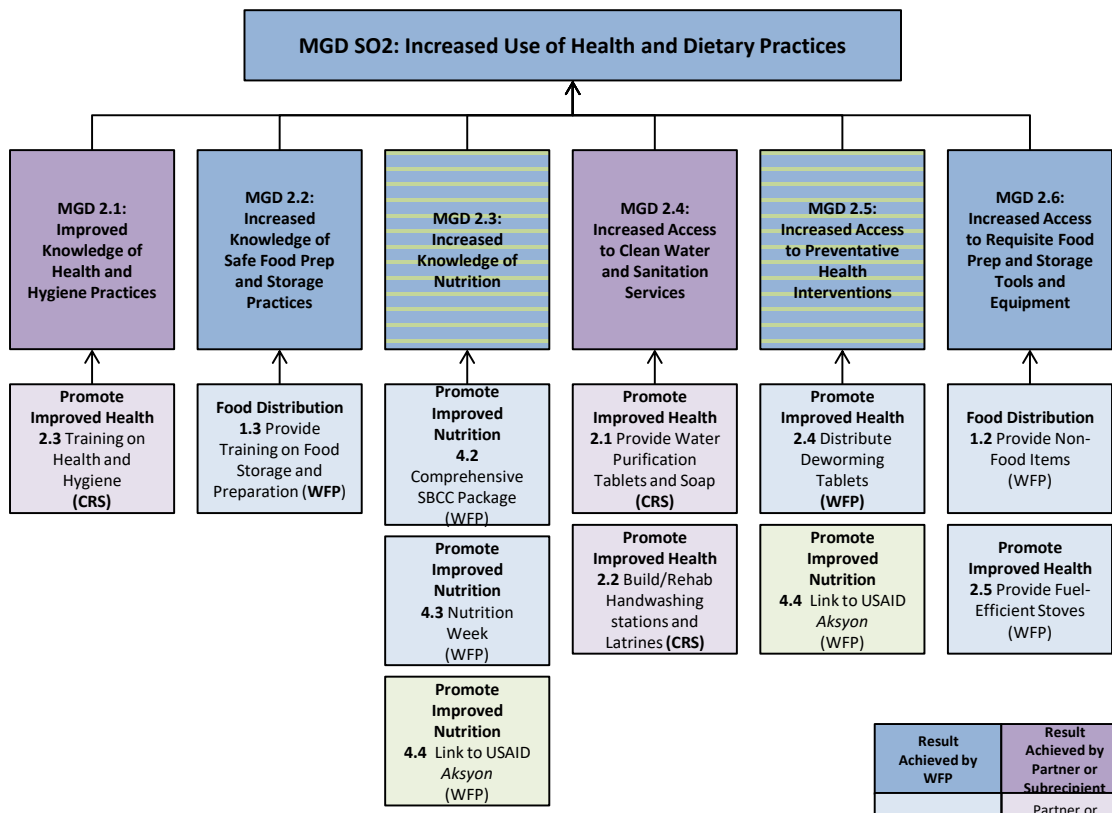 MGD SO2: Increased Use of Health and Dietary Practices
MGD 2.1:
Improved
Knowledge of
Health and
Hygiene Practices
MGD 2.2:
Increased
Knowledge of
Safe Food Prep
and Storage
Practices
MGD 2.3:
Increased
Knowledge of
Nutrition
MGD 2.4:
Increased Access
to Clean Water
and Sanitation
Services
MGD 2.5:
Increased Access
to Preventative
Health
Interventions
MGD 2.6:
Increased Access
to Requisite Food
Prep and Storage
Tools and
Equipment
Promote
Improved Health
2.3 Training on
Health and
Hygiene
(CRS)
Food Distribution
1.3 Provide
Training on Food
Storage and
Preparation (WFP)
Promote
Improved
Nutrition
4.2
Comprehensive
SBCC Package
(WFP)
Promote
Improved
Nutrition
4.3 Nutrition
Week
(WFP)
Promote
Improved
Nutrition
4.4 Link to USAID
Aksyon
(WFP)
Promote
Improved Health
2.1 Provide Water
Purification
Tablets and Soap
(CRS)
Promote
Improved Health
2.2 Build/Rehab
Handwashing
stations and
Latrines (CRS)
Promote
Improved Health
2.4 Distribute
Deworming
Tablets
(WFP)
Promote
Improved
Nutrition
4.4 Link to USAID
Aksyon
(WFP)
Food Distribution
1.2 Provide Non-
Food Items
(WFP)
Promote
Improved Health
2.5 Provide Fuel-
Efficient Stoves
(WFP)
Result
Achieved by
WFP
Result
Achieved by
Partner or
Subrecipient
Partner or